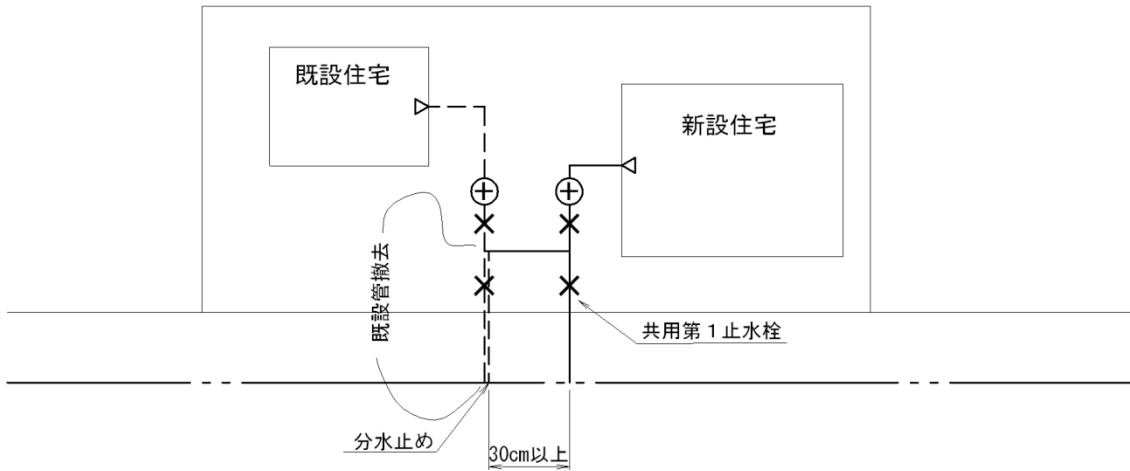 既設住宅
新設住宅
既設管撤去
共用第1止水栓
分水止め
30cm以上